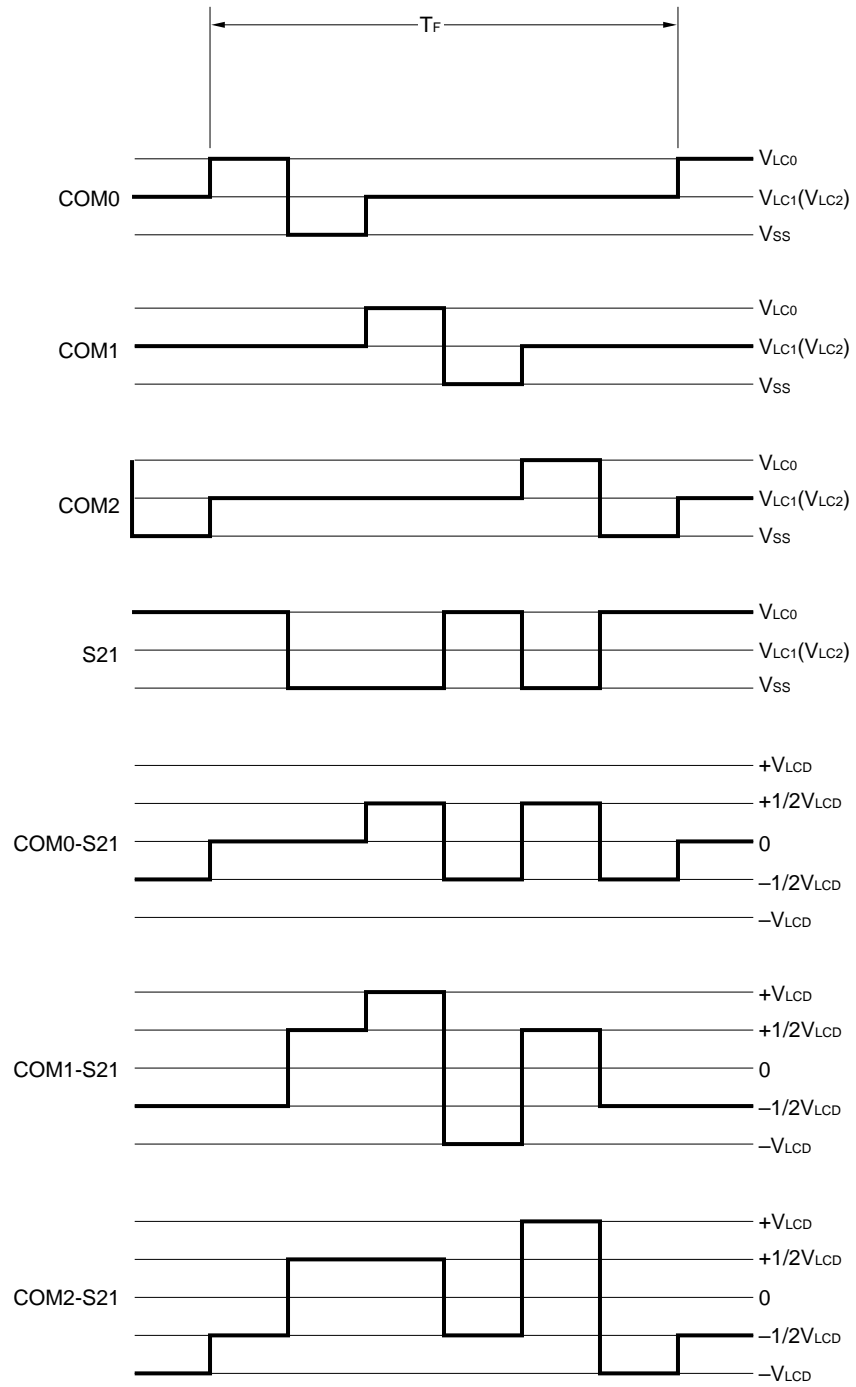 TF
VLC0
COM0
VLC1(VLC2)
VSS
VLC0
COM1
VLC1(VLC2)
VSS
VLC0
COM2
VLC1(VLC2)
VSS
VLC0
S21
VLC1(VLC2)
VSS
+VLCD
+1/2VLCD
COM0-S21
0
–1/2VLCD
–VLCD
+VLCD
+1/2VLCD
COM1-S21
0
–1/2VLCD
–VLCD
+VLCD
+1/2VLCD
COM2-S21
0
–1/2VLCD
–VLCD